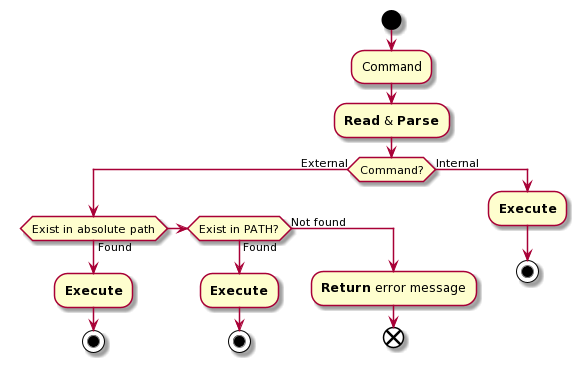 Command
Read & Parse
External
Command?
Internal
Exist in absolute path
Exist in PATH?
Not found
Execute
Found
Found
Execute
Execute
Return error message